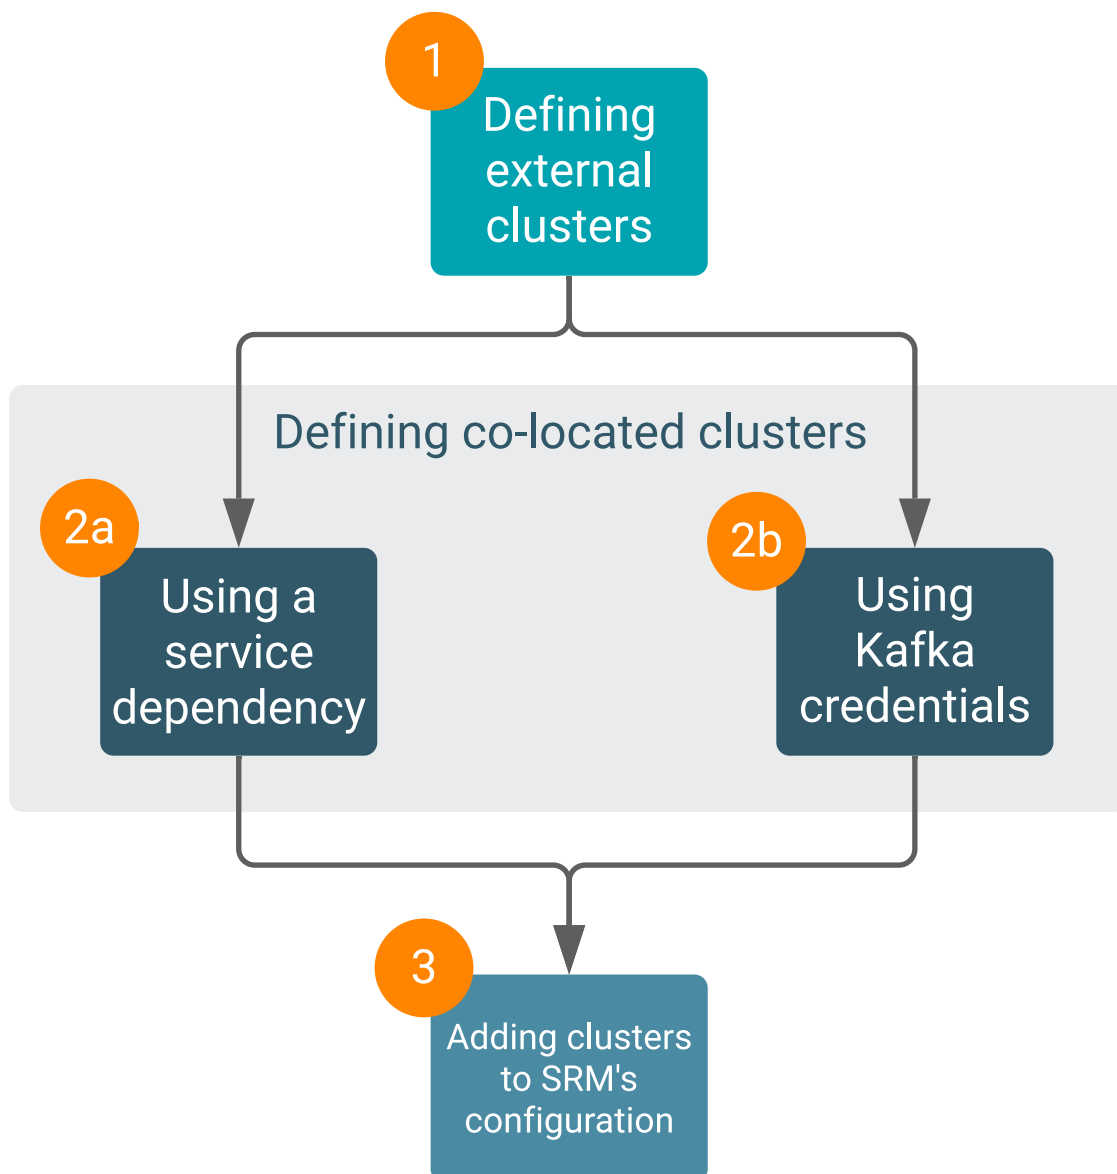 1
Defining
external
clusters
Defining co-located clusters
2a
Using a
service
dependency
2b
Using
Kafka
credentials
3
Adding clusters
to SRM's
configuration